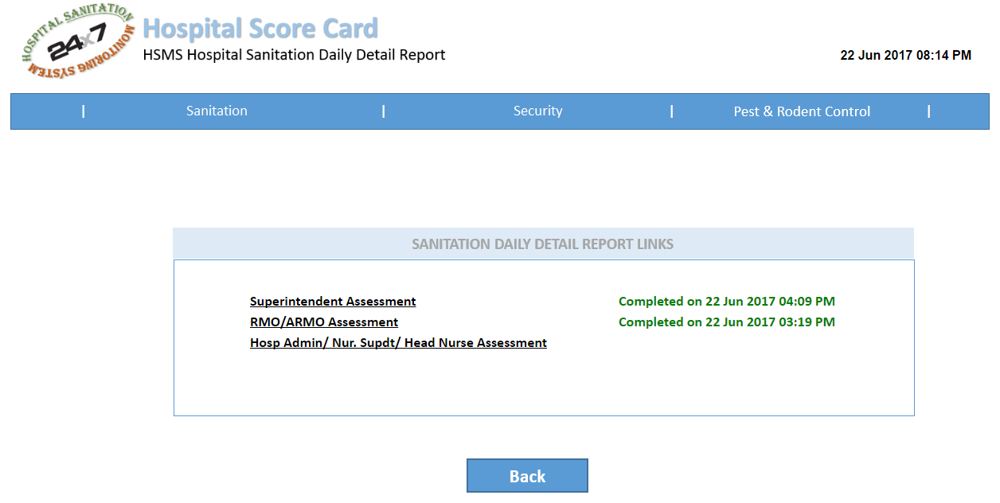 HOSPITAL SANITATION
24x7
MONITORING SYSTEM
Hospital Score Card
HSMS Hospital Sanitation Daily Detail Report
22 Jun 2017 08:14 PM
| Sanitation | Security | Pest & Rodent Control |
SANITATION DAILY DETAIL REPORT LINKS
Superintendent Assessment Completed on 22 Jun 2017 04:09 PM
RMO/ARMO Assessment Completed on 22 Jun 2017 03:19 PM
Hosp Admin/ Nur. Supdt/ Head Nurse Assessment
Back